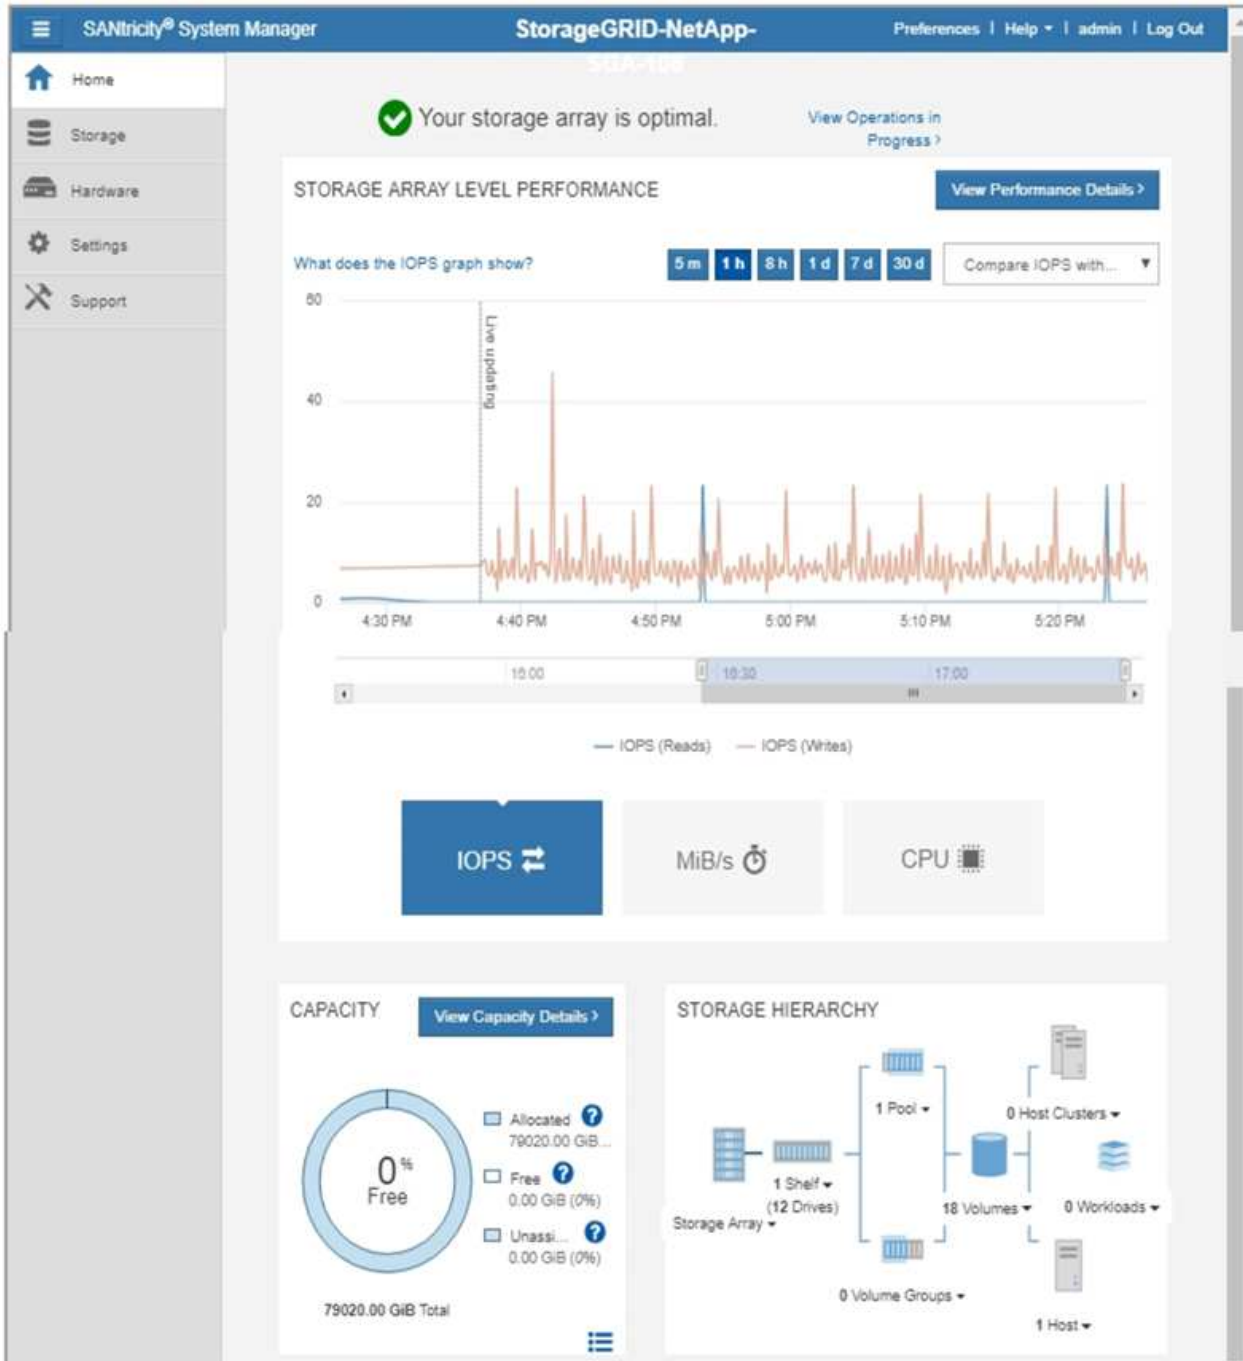 SANtricity® System Manager
StorageGRID-NetApp-
SGA-108
Preferences | Help | admin | Log Out
Home
Storage
Hardware
Settings
Support
Your storage array is optimal.
View Operations in
Progress >
STORAGE ARRAY LEVEL PERFORMANCE
View Performance Details >
What does the IOPS graph show?
5 m 1 h 8 h 1 d 7 d 30 d
Compare IOPS with...
60
40
20
0
Live updating
4:30 PM 4:40 PM 4:50 PM 5:00 PM 5:10 PM 5:20 PM
16:00 16:30 17:00
IOPS (Reads) IOPS (Writes)
IOPS
MiB/s
CPU
CAPACITY
View Capacity Details >
0%
Free
Allocated ?
79020.00 GiB...
Free ?
0.00 GiB (0%)
Unassi... ?
0.00 GiB (0%)
79020.00 GiB Total
STORAGE HIERARCHY
Storage Array
1 Shelf
(12 Drives)
1 Pool
0 Volume Groups
18 Volumes
0 Host Clusters
0 Workloads
1 Host